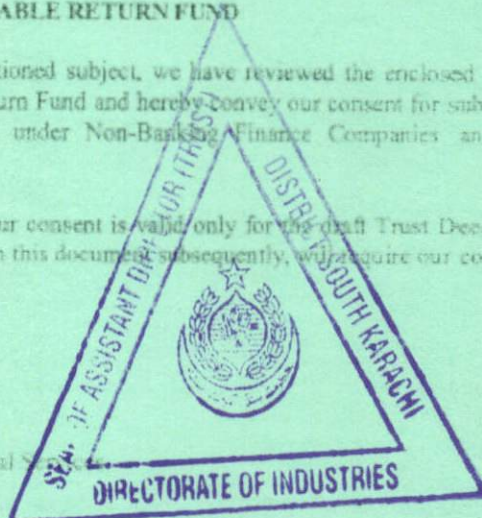 ABLE RETURN FUND
tioned subject, we have reviewed the enclosed
urn Fund and hereby convey our consent for sub
under Non-Banking Finance Companies an
ur consent is valid only for the draft Trust Dee
n this document subsequently, will require our co
SEAL OF ASSISTANT DIRECTOR (TRUST)
DISTRICT SOUTH KARACHI
DIRECTORATE OF INDUSTRIES